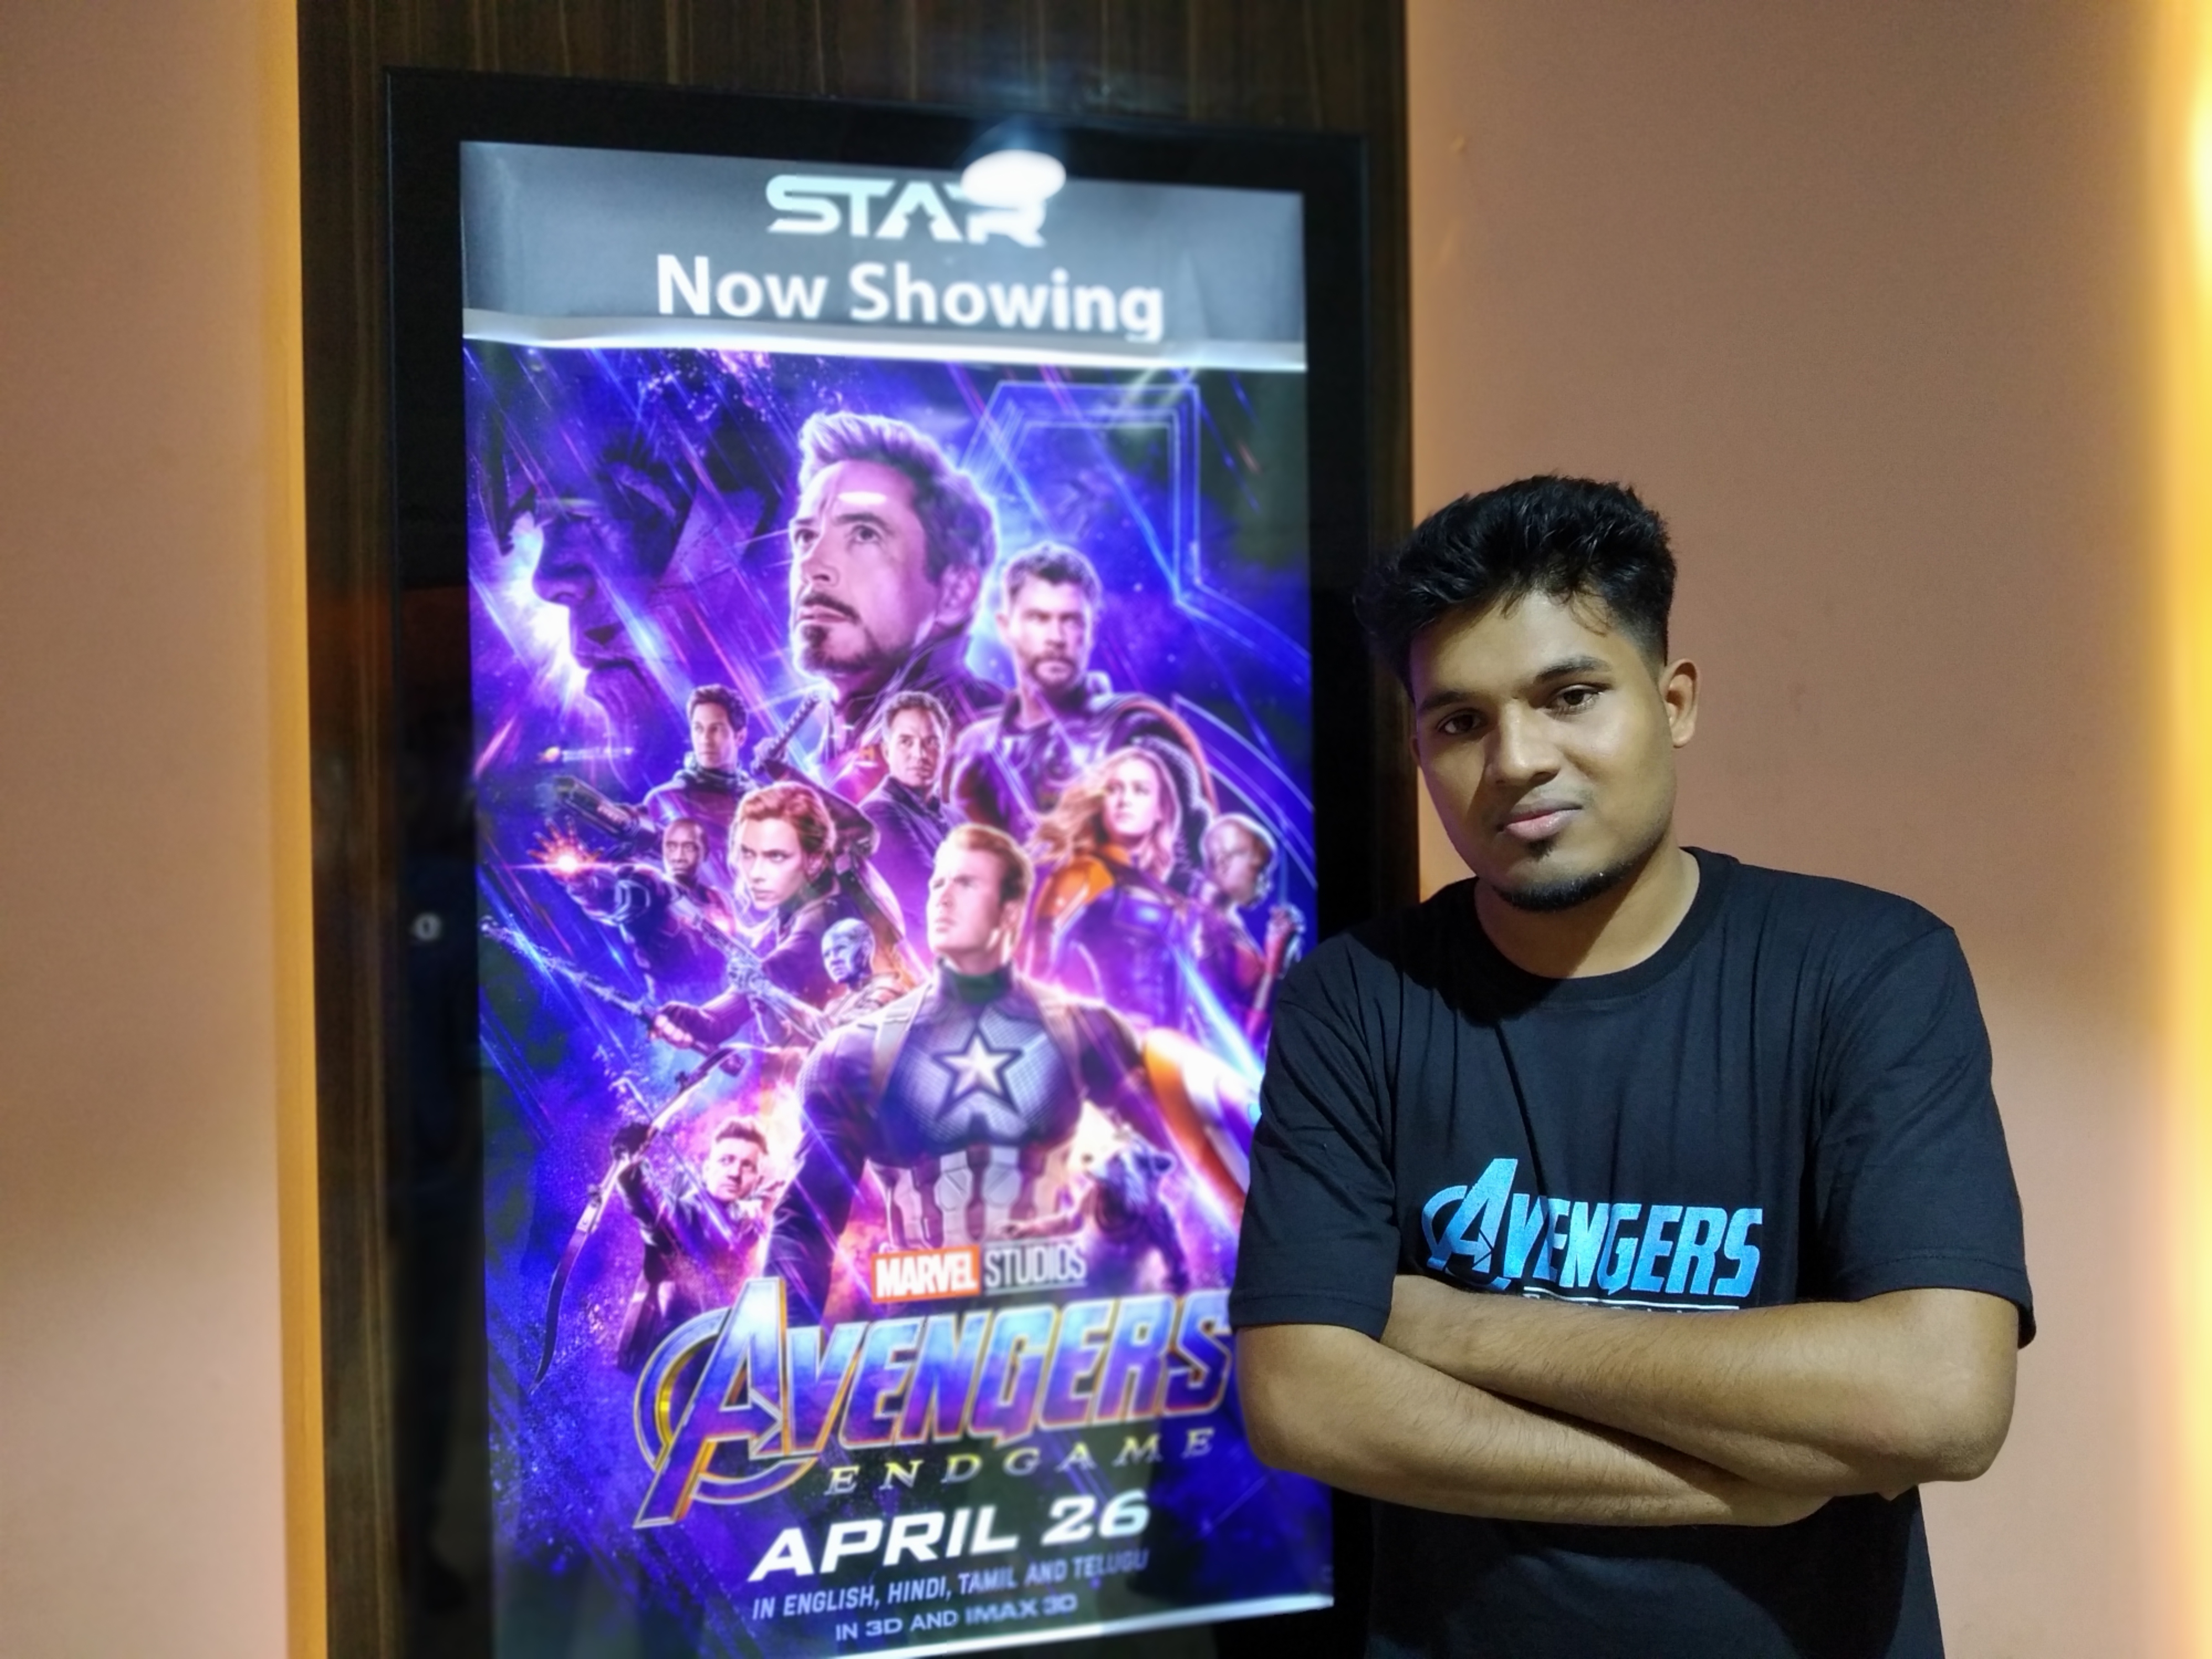 STAR
Now Showing
MARVEL STUDIOS
AVENGERS
ENDGAME
APRIL 26
IN ENGLISH, HINDI, TAMIL AND TELUGU
IN 3D AND IMAX 3D
AVENGERS